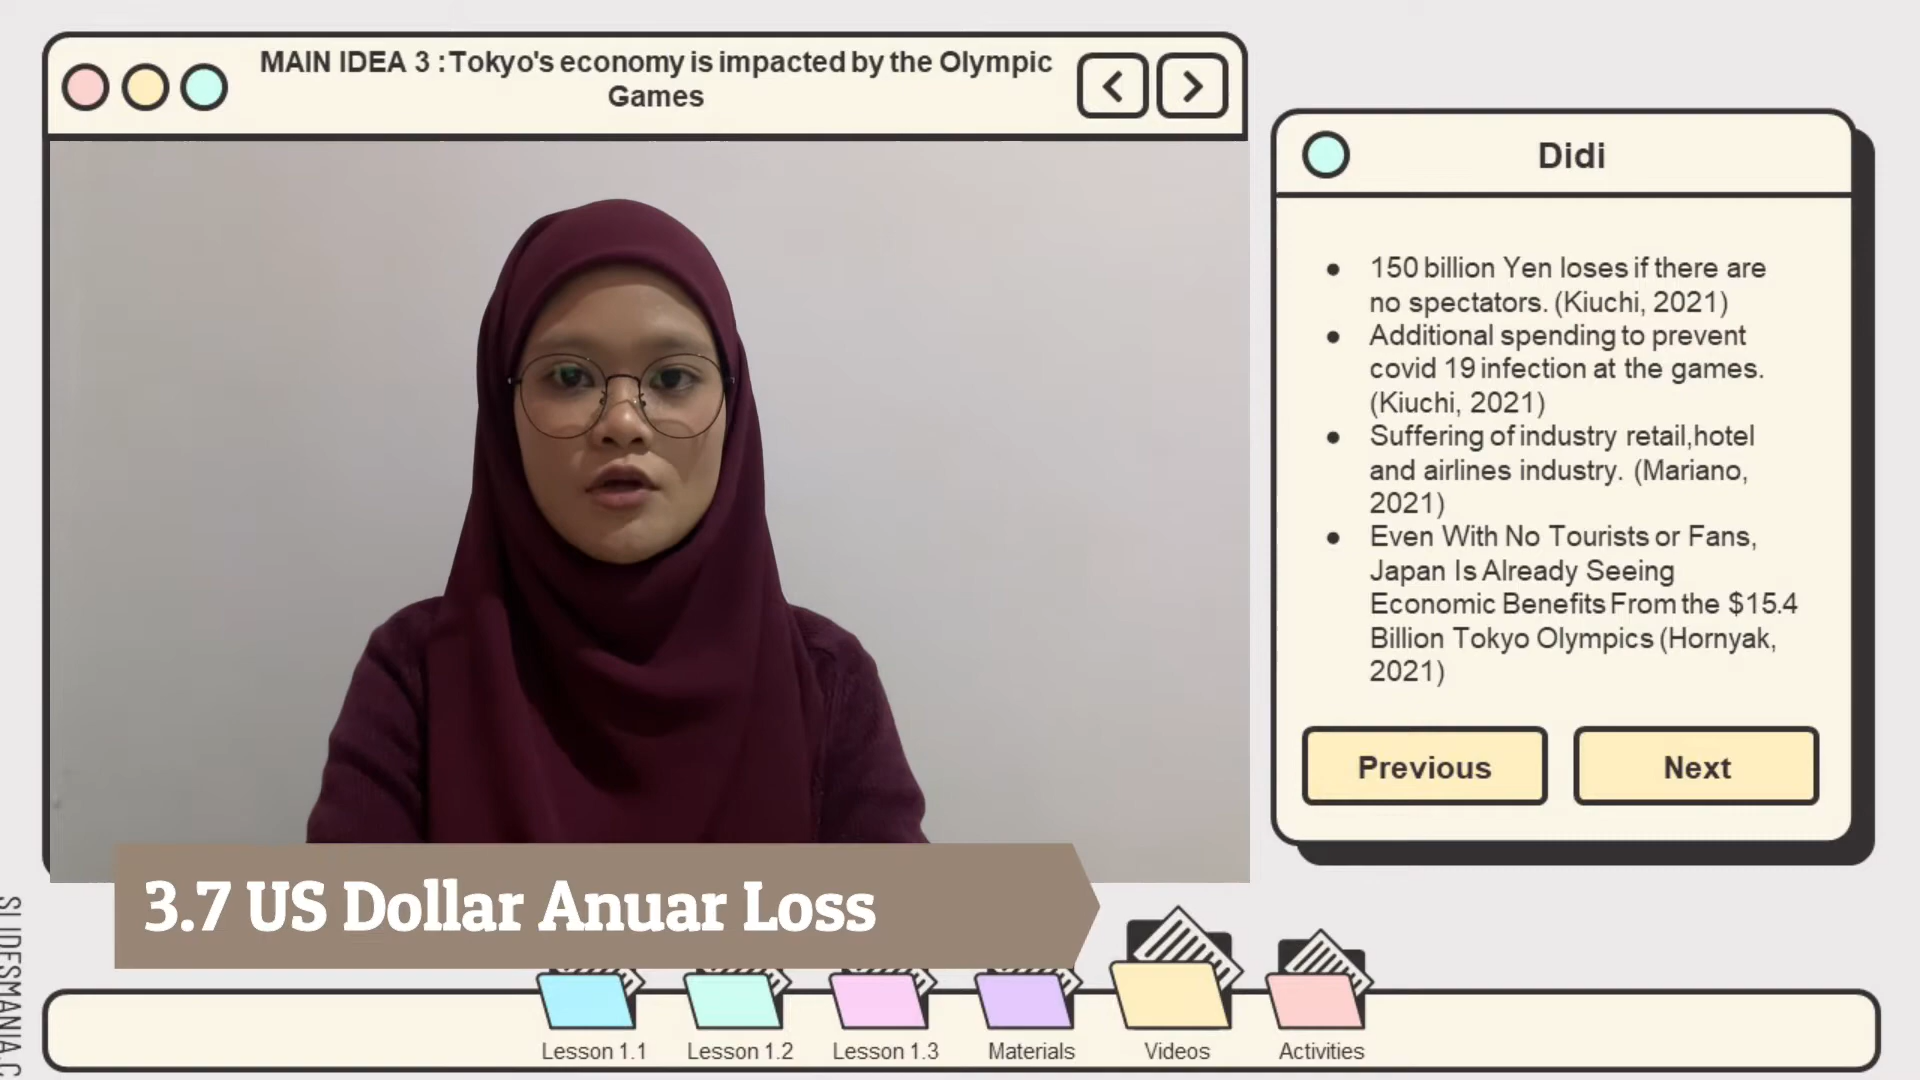 MAIN IDEA 3 : Tokyo's economy is impacted by the Olympic
Games
Didi
150 billion Yen loses if there are
no spectators. (Kiuchi, 2021)
Additional spending to prevent
covid 19 infection at the games.
(Kiuchi, 2021)
Suffering of industry retail,hotel
and airlines industry. (Mariano,
2021)
Even With No Tourists or Fans,
Japan Is Already Seeing
Economic Benefits From the $15.4
Billion Tokyo Olympics (Hornyak,
2021)
Previous
Next
3.7 US Dollar Anuar Loss
SLIDESMANIA.C
Lesson 1.1
Lesson 1.2
Lesson 1.3
Materials
Videos
Activities